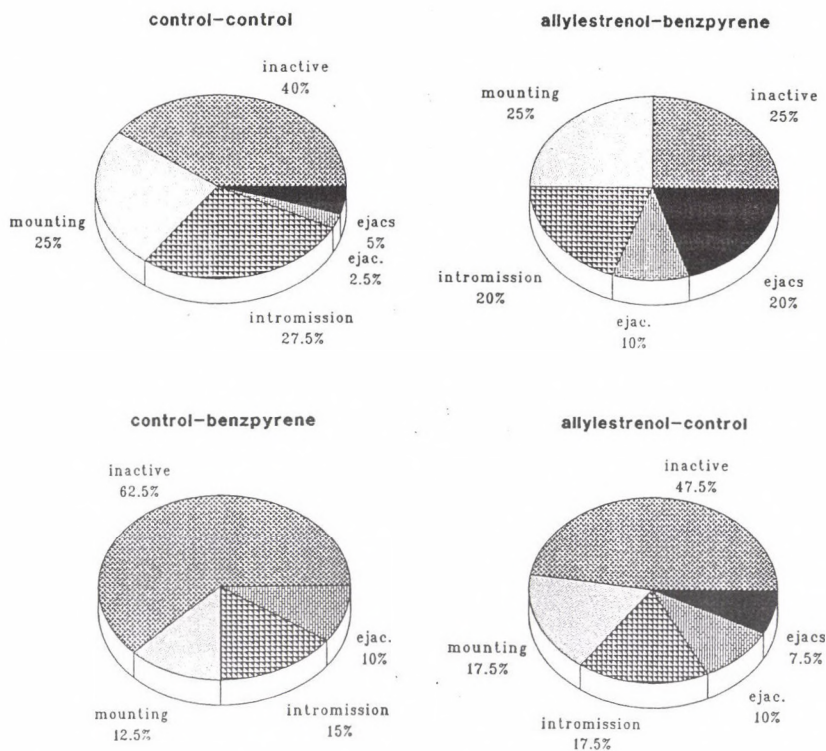 control-control
inactive
40%
mounting
25%
ejacs
5%
ejac.
2.5%
intromission
27.5%
allylestrenol-benzpyrene
mounting
25%
inactive
25%
intromission
20%
ejacs
20%
ejac.
10%
control-benzpyrene
inactive
62.5%
ejac.
10%
mounting
12.5%
intromission
15%
allylestrenol-control
inactive
47.5%
mounting
17.5%
ejacs
7.5%
ejac.
10%
intromission
17.5%